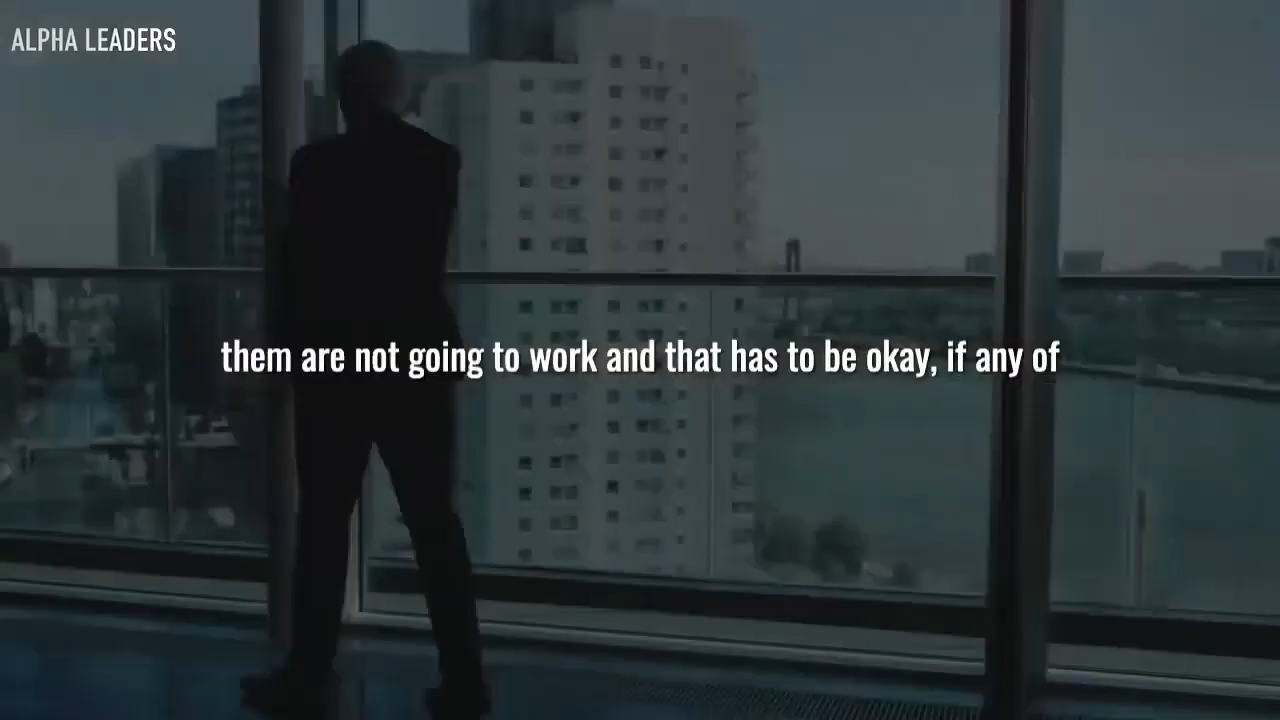 ALPHA LEADERS
them are not going to work and that has to be okay, if any of